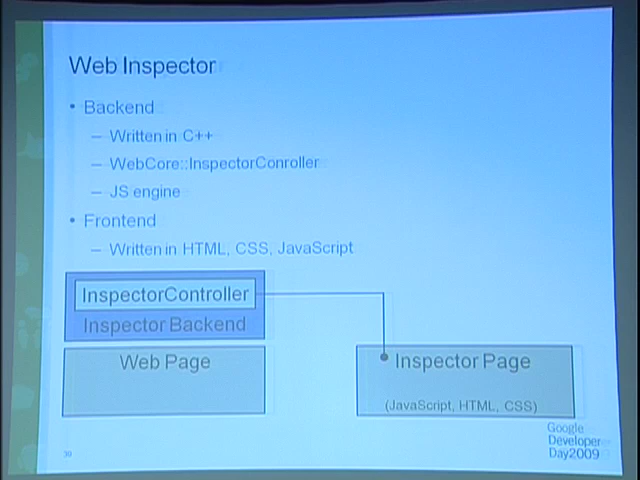 Web Inspector
• Backend
– Written in C++
– WebCore::InspectorConroller
– JS engine
• Frontend
– Written in HTML, CSS, JavaScript
InspectorController
Inspector Backend
Web Page
Inspector Page
(JavaScript, HTML, CSS)
Google
Developer
Day2009
30